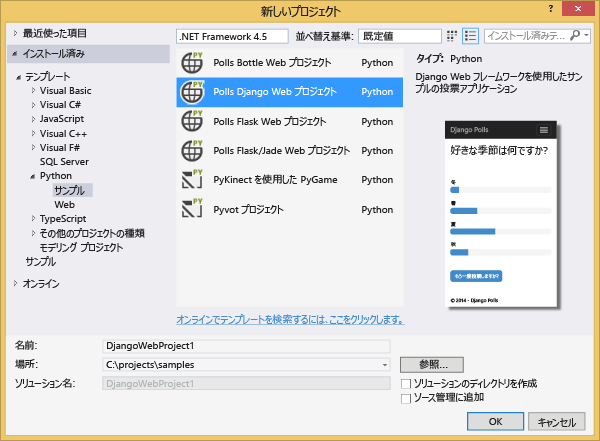 新しいプロジェクト
? ×
最近使った項目
.NET Framework 4.5
並べ替え基準:
既定値
インストール済みテ...
インストール済み
テンプレート
Visual Basic
Visual C#
JavaScript
Visual C++
Visual F#
SQL Server
Python
サンプル
Web
TypeScript
その他のプロジェクトの種類
モデリング プロジェクト
サンプル
オンライン
Polls Bottle Web プロジェクト Python
Polls Django Web プロジェクト Python
Polls Flask Web プロジェクト Python
Polls Flask/Jade Web プロジェクト Python
PyKinect を使用した PyGame Python
Pyvot プロジェクト Python
オンラインでテンプレートを検索するには、ここをクリックします。
タイプ: Python
Django Web フレームワークを使用したサン
プルの投票アプリケーション
Django Polls
好きな季節は何ですか?
冬
春
夏
秋
もう一度投票しますか?
© 2014 - Django Polls
名前: DjangoWebProject1
場所: C:\projects\samples
参照...
ソリューション名: DjangoWebProject1
ソリューションのディレクトリを作成
ソース管理に追加
OK
キャンセル